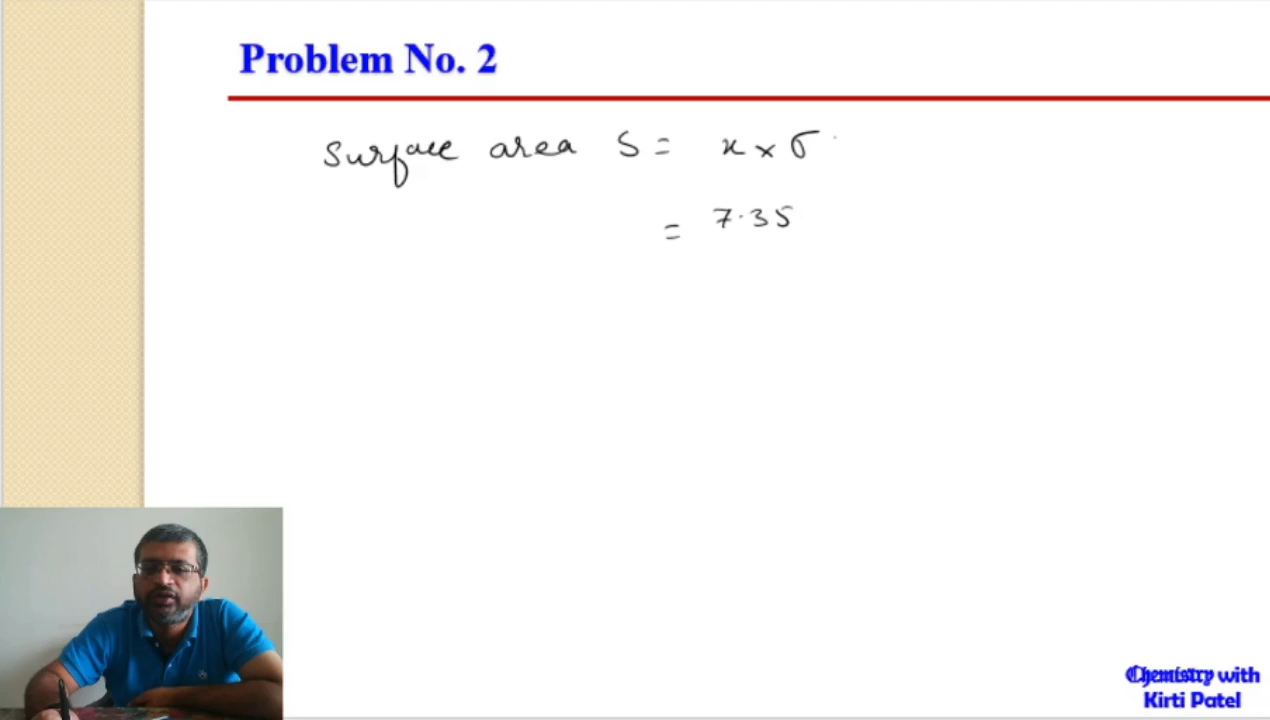 Problem No. 2
Surface area S = x × σ
= 7.35
Chemistry with
Kirti Patel